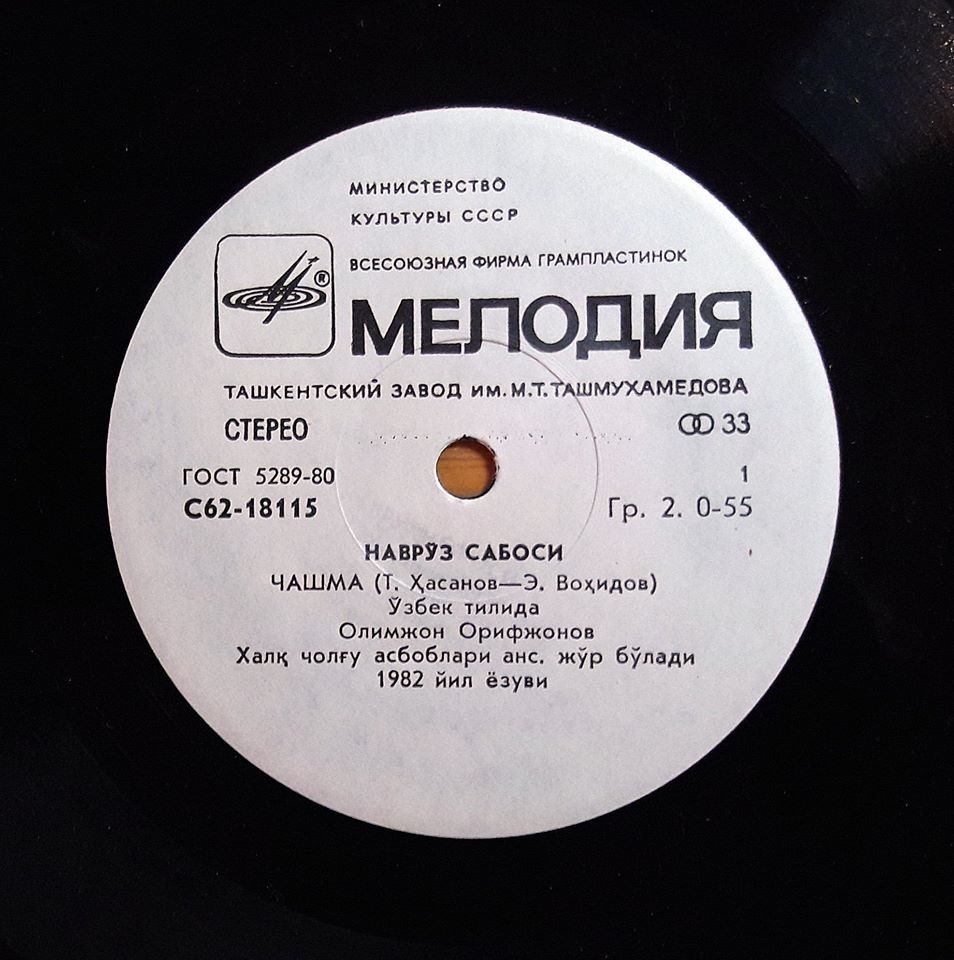 МИНИСТЕРСТВО
КУЛЬТУРЫ СССР
ВСЕСОЮЗНАЯ ФИРМА ГРАМПЛАСТИНОК
®
МЕЛОДИЯ
ТАШКЕНТСКИЙ ЗАВОД им. М.Т.ТАШМУХАМЕДОВА
СТЕРЕО 33
ГОСТ 5289-80 1
С62-18115 Гр. 2. 0-55
НАВРЎЗ САБОСИ
ЧАШМА (Т. Ҳасанов—Э. Воҳидов)
Ўзбек тилида
Олимжон Орифжонов
Халқ чолғу асбоблари анс. жўр бўлади
1982 йил ёзуви